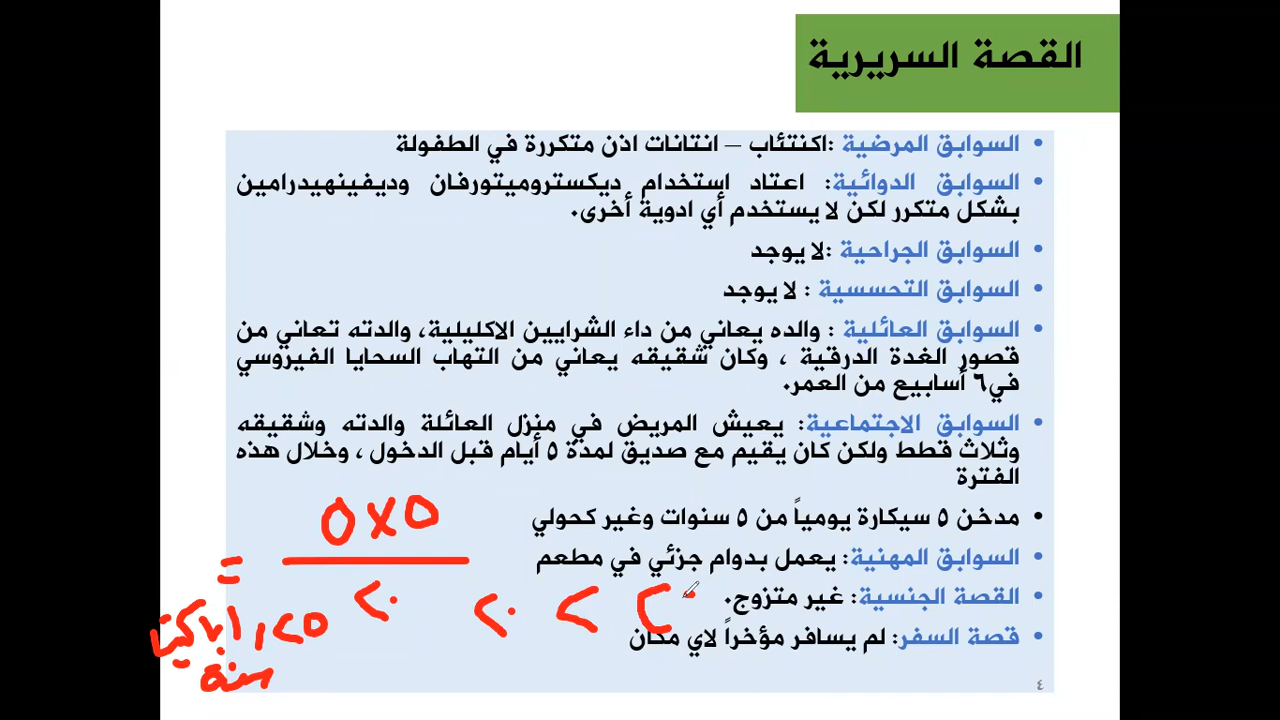 القصة السريرية
• السوابق المرضية :اكنتئاب – انتانات اذن متكررة في الطفولة
• السوابق الدوائية: اعتاد استخدام ديكستروميتورفان وديفينهيدرامين
بشكل متكرر لكن لا يستخدم أي ادوية أخرى.
• السوابق الجراحية :لا يوجد
• السوابق التحسسية : لا يوجد
• السوابق العائلية : والده يعاني من داء الشرايين الاكليلية، والدته تعاني من
قصور الغدة الدرقية ، وكان شقيقه يعاني من التهاب السحايا الفيروسي
في٦ أسابيع من العمر.
• السوابق الاجتماعية: يعيش المريض في منزل العائلة والدته وشقيقه
وثلاث قطط ولكن كان يقيم مع صديق لمدة ٥ أيام قبل الدخول ، وخلال هذه
الفترة
• مدخن ٥ سيكارة يومياً من ٥ سنوات وغير كحولي
٥×٥
=
• السوابق المهنية: يعمل بدوام جزئي في مطعم
• القصة الجنسية: غير متزوج.
٢٠
٢٠
١,٢٥
• قصة السفر: لم يسافر مؤخراً لاي مكان
سنة
٤